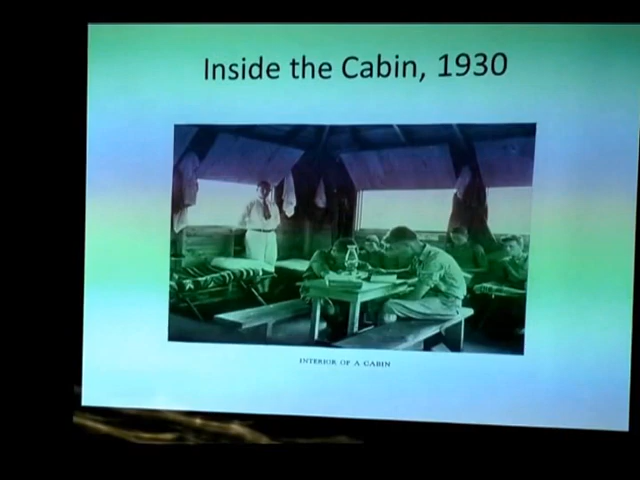 Inside the Cabin, 1930
INTERIOR OF A CABIN